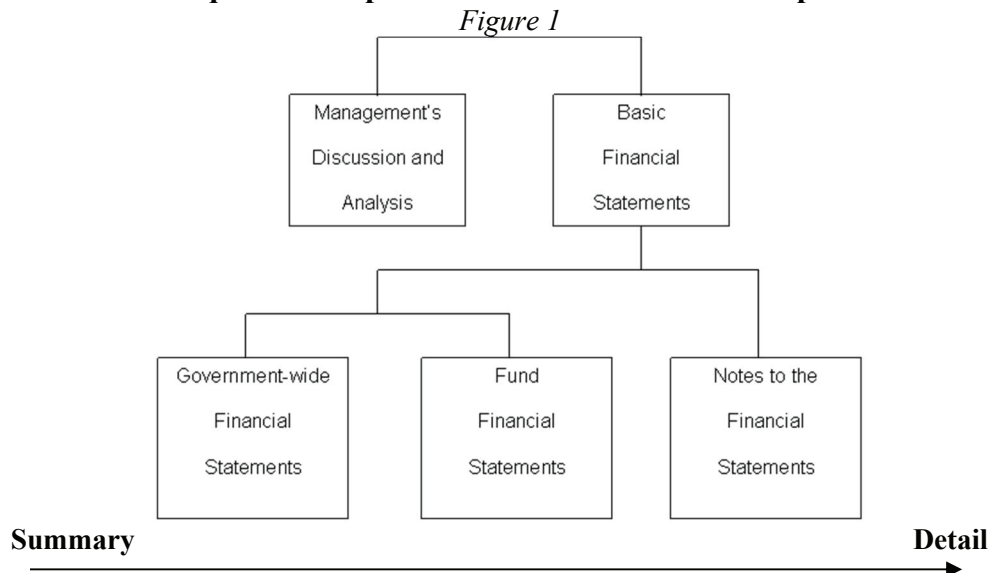 Figure 1
Management's
Discussion and
Analysis
Basic
Financial
Statements
Government-wide
Financial
Statements
Fund
Financial
Statements
Notes to the
Financial
Statements
Summary
Detail